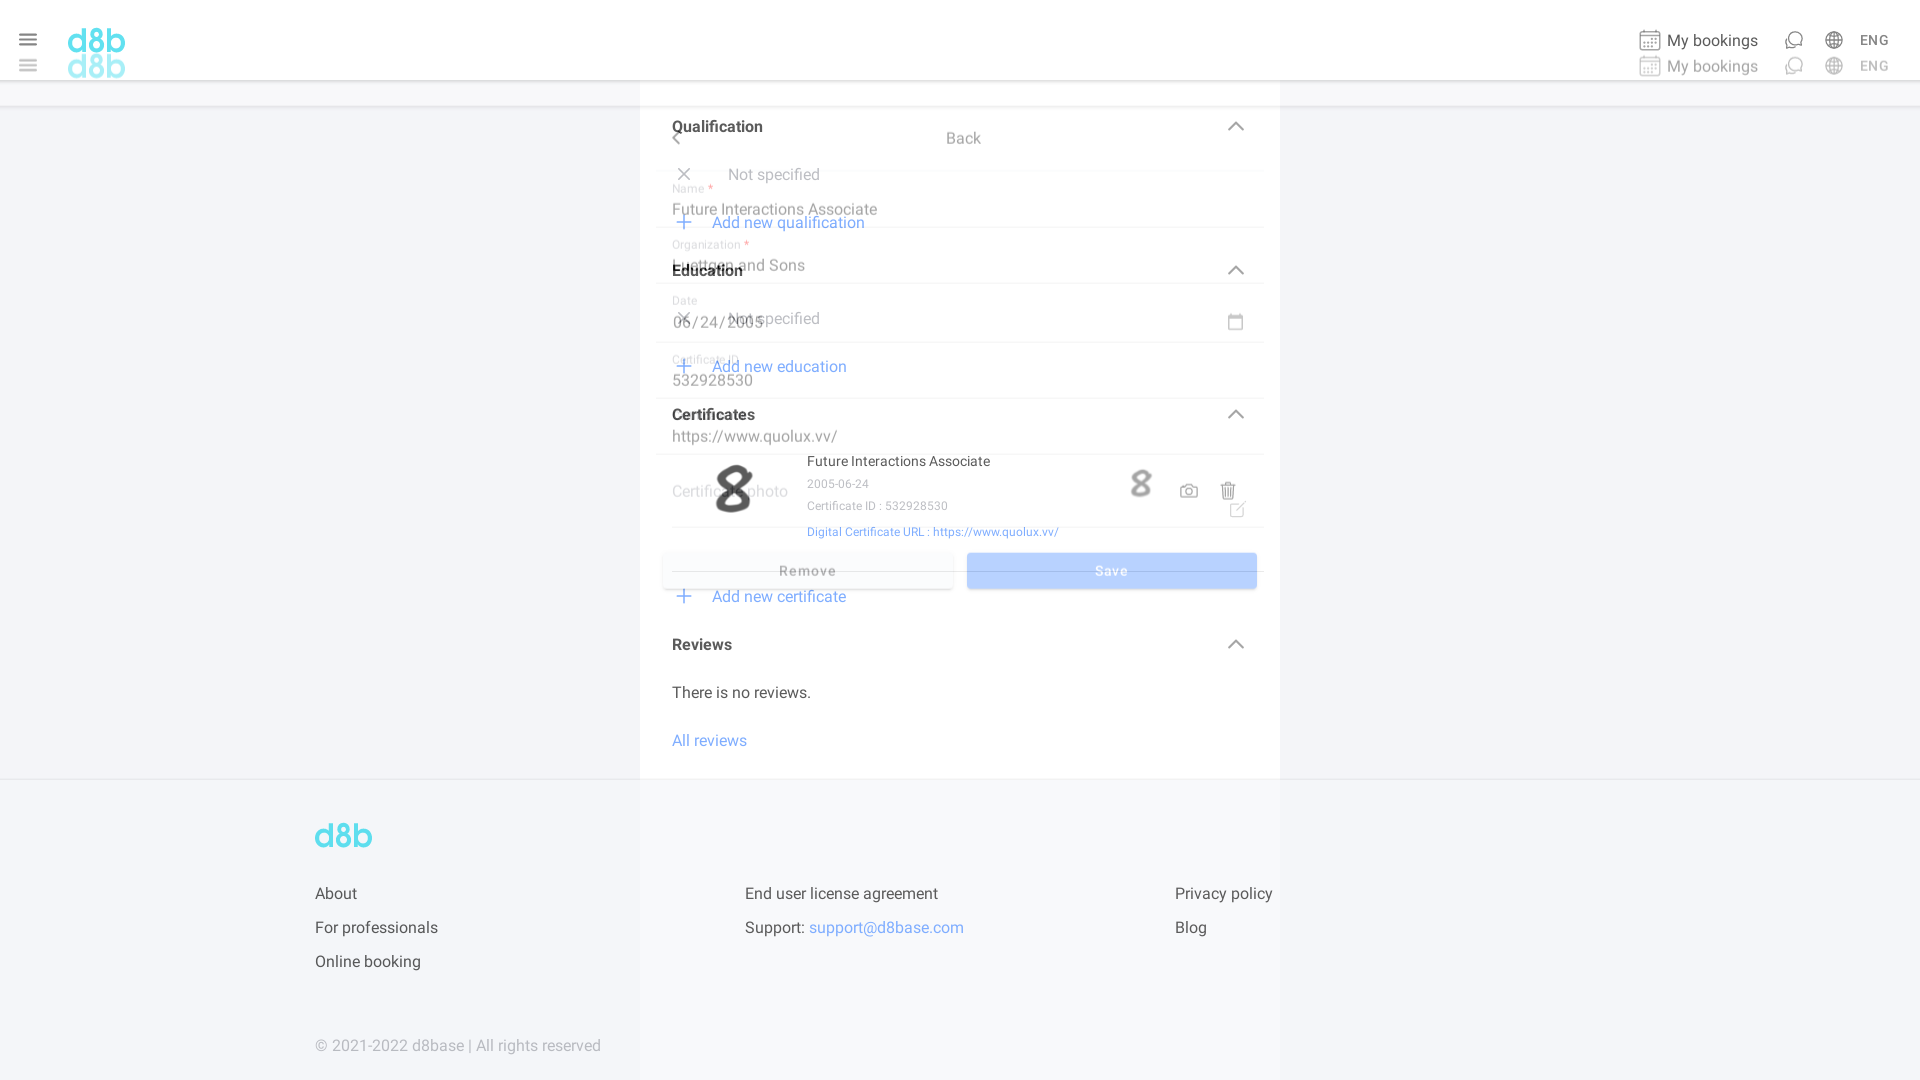 d8b
My bookings
ENG
d8b
My bookings
ENG
Qualification
Back
Not specified
Name *
Future Interactions Associate
Add new qualification
Organization *
Luettgen and Sons
Education
Date
Not specified
06/24/2005
Certificate ID
Add new education
532928530
Certificates
https://www.quolux.vv/
Future Interactions Associate
2005-06-24
Certificate photo
Certificate ID : 532928530
Digital Certificate URL : https://www.quolux.vv/
Remove
Save
Add new certificate
Reviews
There is no reviews.
All reviews
d8b
About
End user license agreement
Privacy policy
For professionals
Support: support@d8base.com
Blog
Online booking
© 2021-2022 d8base | All rights reserved